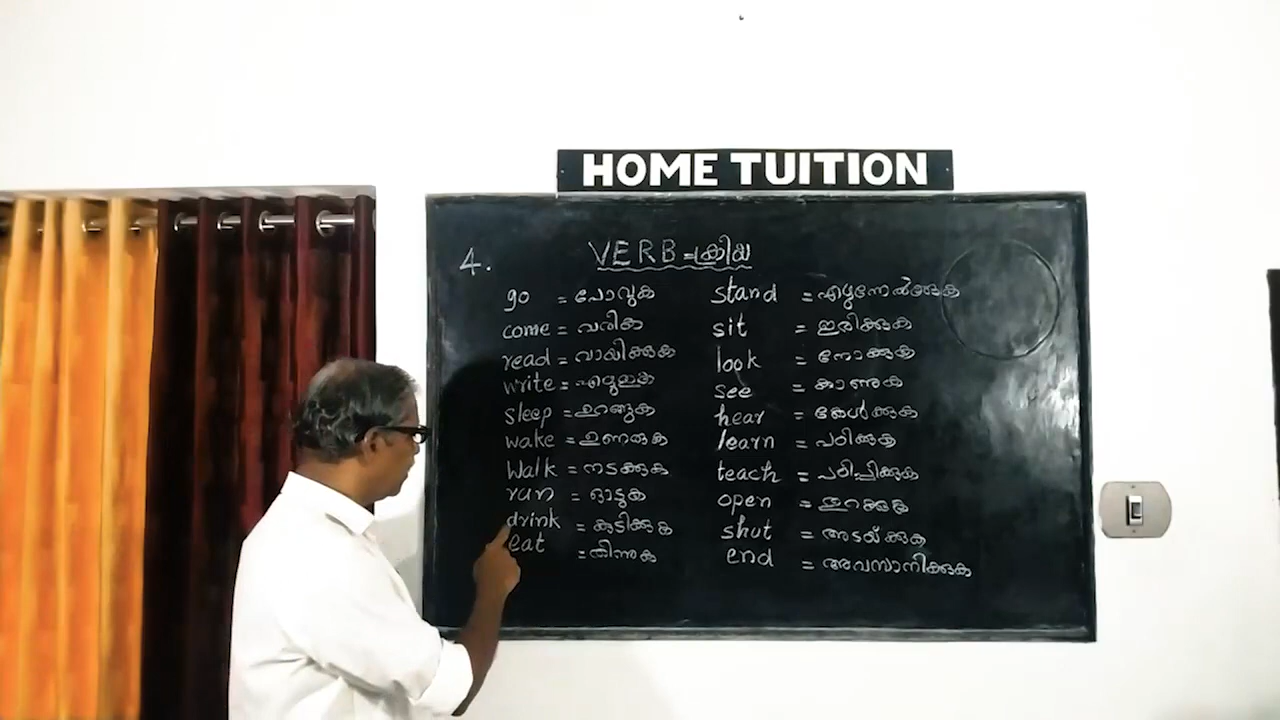 HOME TUITION
4. VERB = ക്രിയ
go = പോവുക
come = വരിക
read = വായിക്കുക
write = എഴുതുക
sleep = ഉറങ്ങുക
wake = ഉണരുക
Walk = നടക്കുക
run = ഓടുക
drink = കുടിക്കുക
eat = തിന്നുക
stand = എഴുന്നേൽക്കുക
sit = ഇരിക്കുക
look = നോക്കുക
see = കാണുക
hear = കേൾക്കുക
learn = പഠിക്കുക
teach = പഠിപ്പിക്കുക
open = തുറക്കുക
shut = അടയ്ക്കുക
end = അവസാനിക്കുക